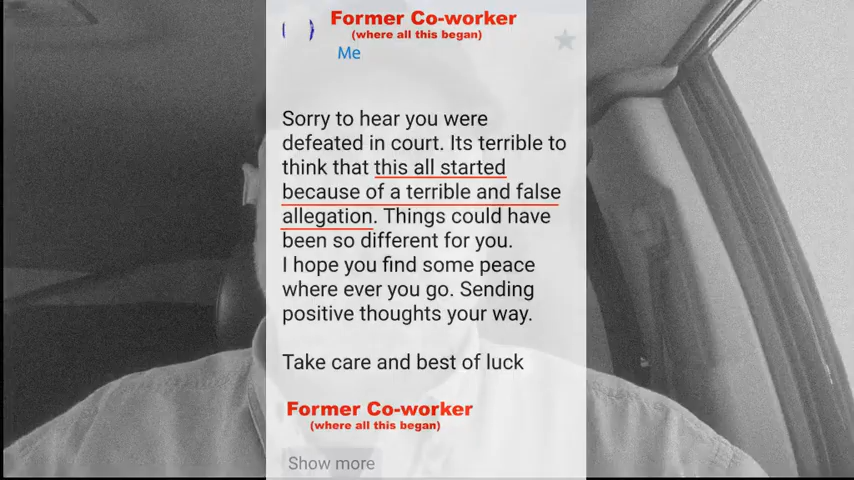 Former Co-worker
(where all this began)
Me
Sorry to hear you were
defeated in court. Its terrible to
think that this all started
because of a terrible and false
allegation. Things could have
been so different for you.
I hope you find some peace
where ever you go. Sending
positive thoughts your way.
Take care and best of luck
Former Co-worker
(where all this began)
Show more